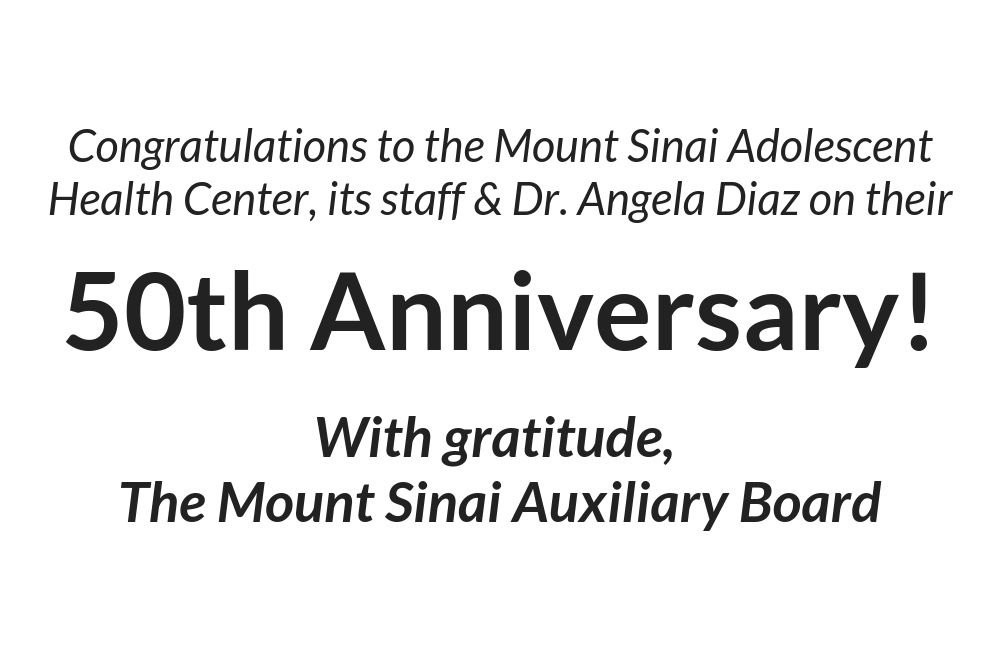 Congratulations to the Mount Sinai Adolescent
Health Center, its staff & Dr. Angela Diaz on their
50th Anniversary!
With gratitude,
The Mount Sinai Auxiliary Board